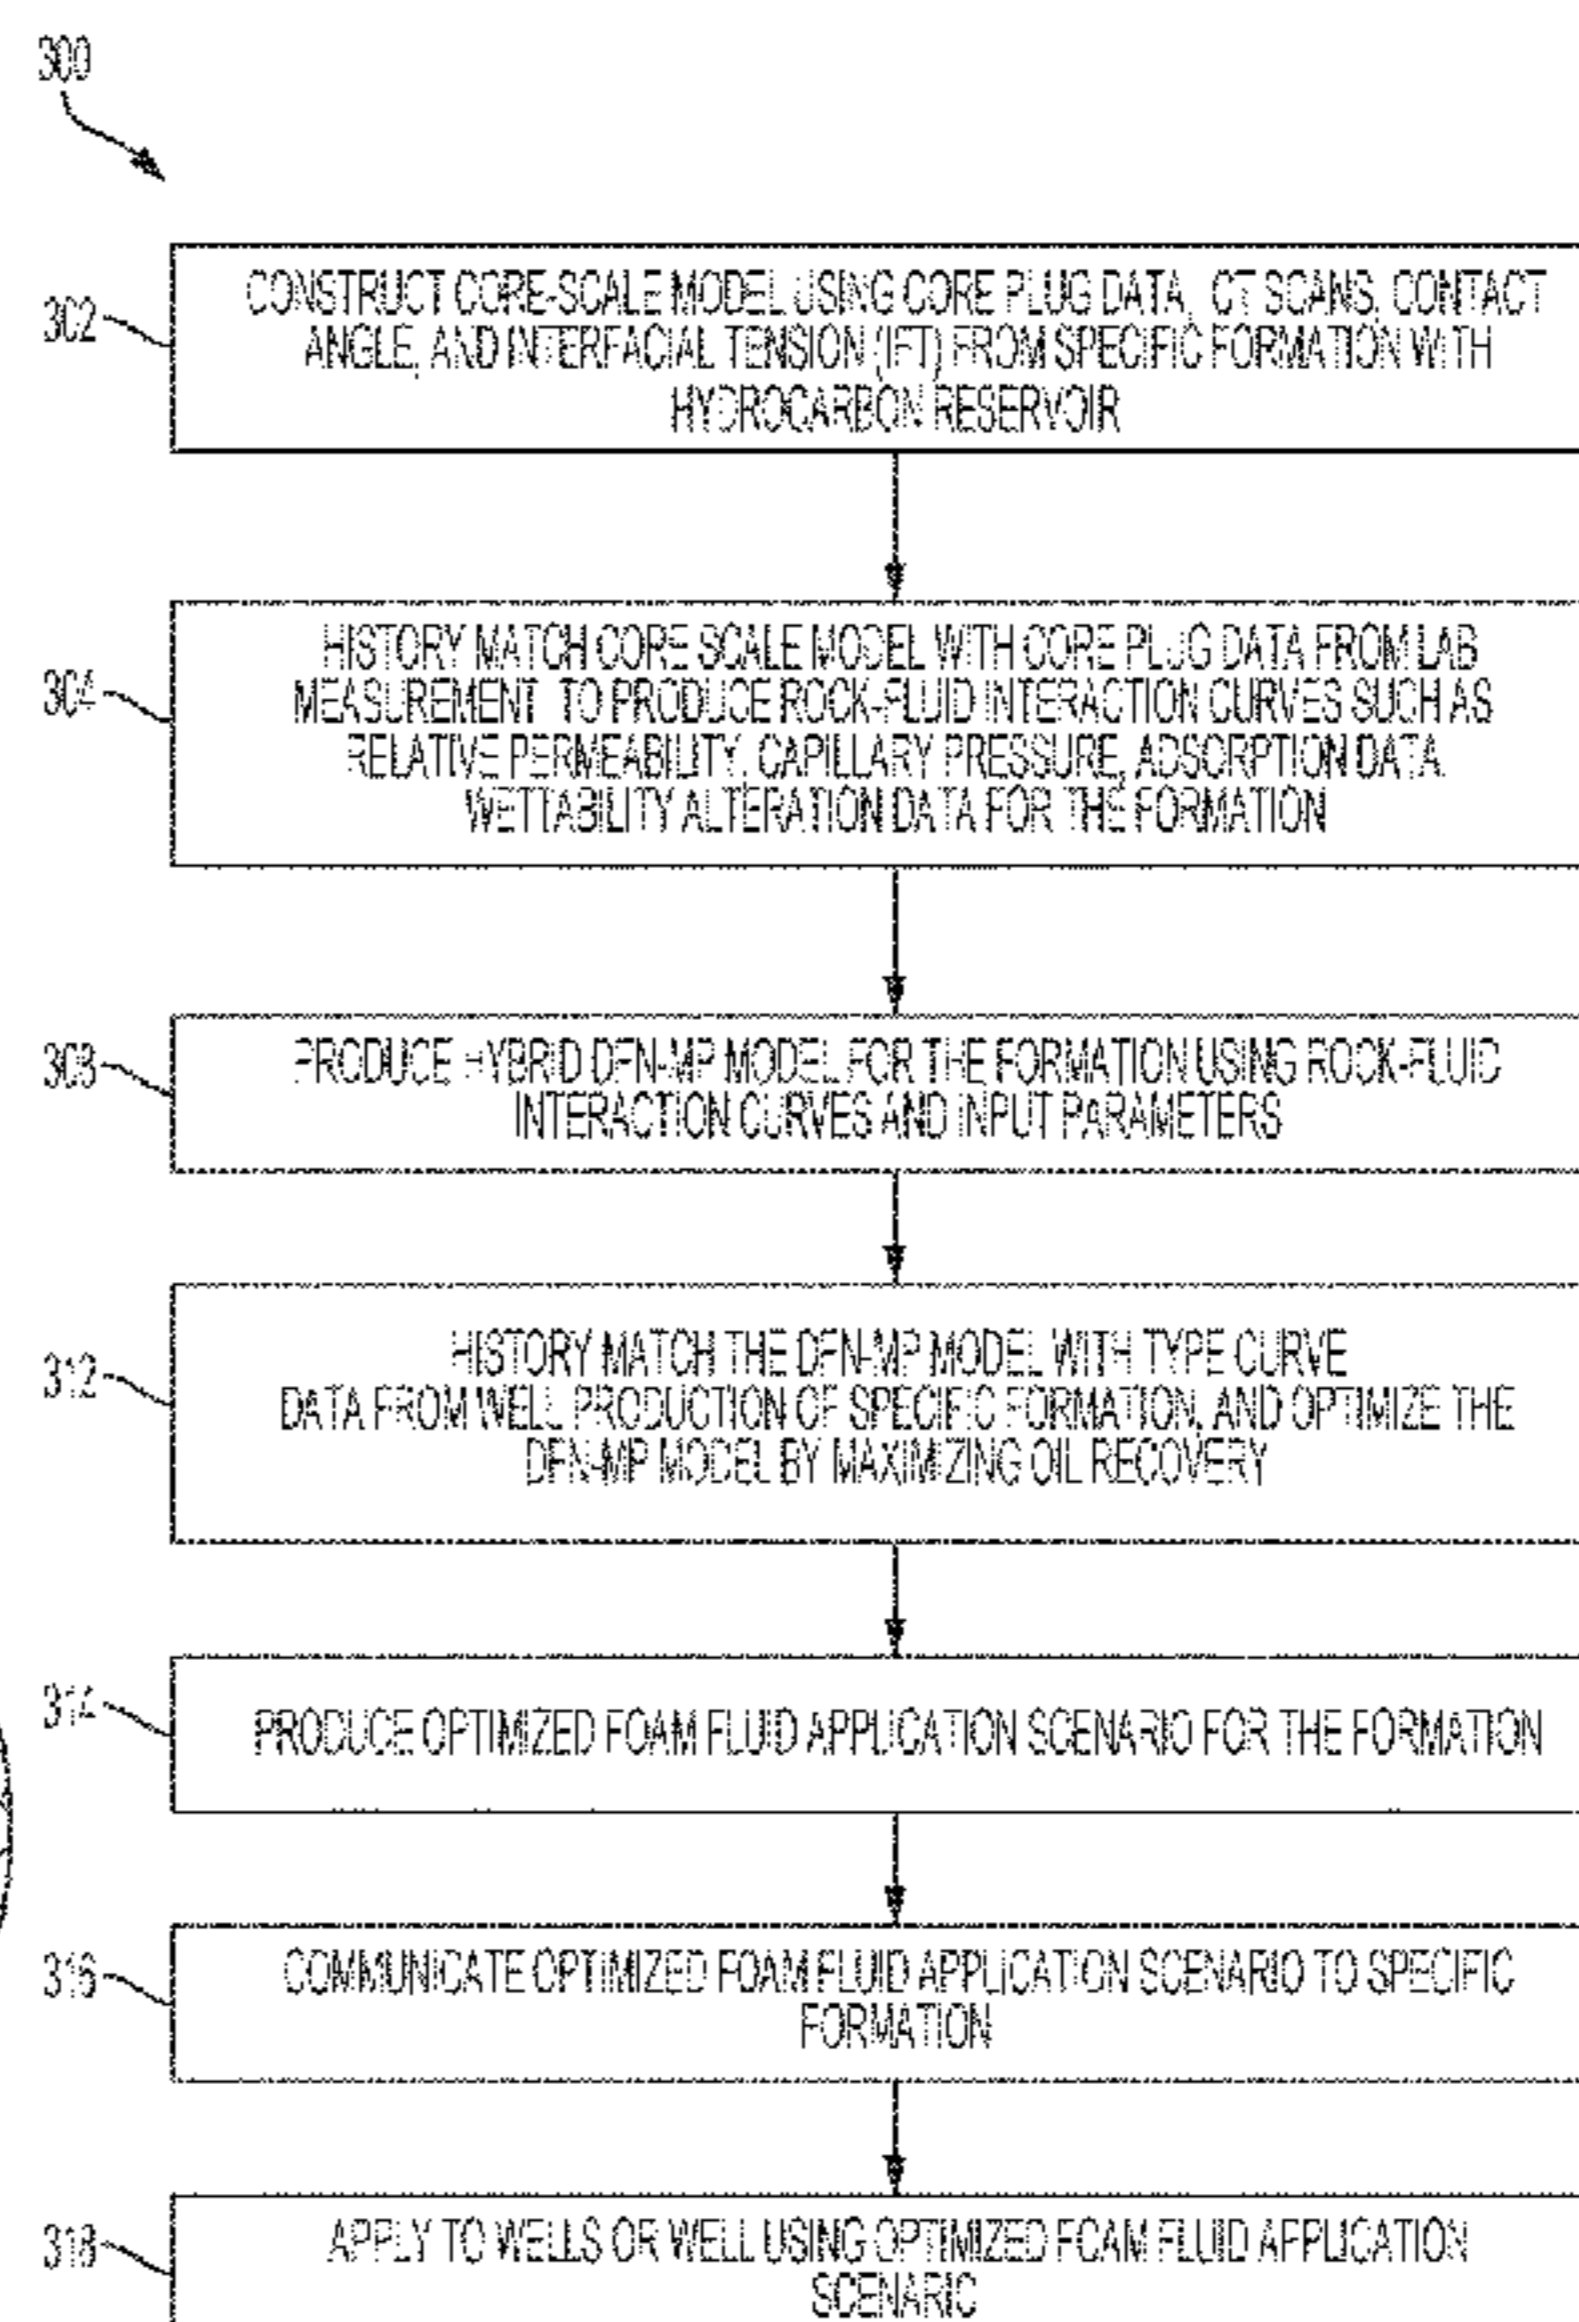 300
302
CONSTRUCT CORE-SCALE MODEL USING CORE PLUG DATA, CT SCANS, CONTACT
ANGLE, AND INTERFACIAL TENSION (IFT) FROM SPECIFIC FORMATION WITH
HYDROCARBON RESERVOIR
304
HISTORY MATCH CORE SCALE MODEL WITH CORE PLUG DATA FROM LAB
MEASUREMENT TO PRODUCE ROCK-FLUID INTERACTION CURVES SUCH AS
RELATIVE PERMEABILITY, CAPILLARY PRESSURE, ADSORPTION DATA
WETTABILITY ALTERATION DATA FOR THE FORMATION
308
PRODUCE HYBRID DFN-MP MODEL FOR THE FORMATION USING ROCK-FLUID
INTERACTION CURVES AND INPUT PARAMETERS
312
HISTORY MATCH THE DFN-MP MODEL WITH TYPE CURVE
DATA FROM WELL PRODUCTION OF SPECIFIC FORMATION, AND OPTIMIZE THE
DFN-MP MODEL BY MAXIMIZING OIL RECOVERY
314
PRODUCE OPTIMIZED FOAM FLUID APPLICATION SCENARIO FOR THE FORMATION
316
COMMUNICATE OPTIMIZED FOAM FLUID APPLICATION SCENARIO TO SPECIFIC
FORMATION
318
APPLY TO WELLS OR WELL USING OPTIMIZED FOAM FLUID APPLICATION
SCENARIO